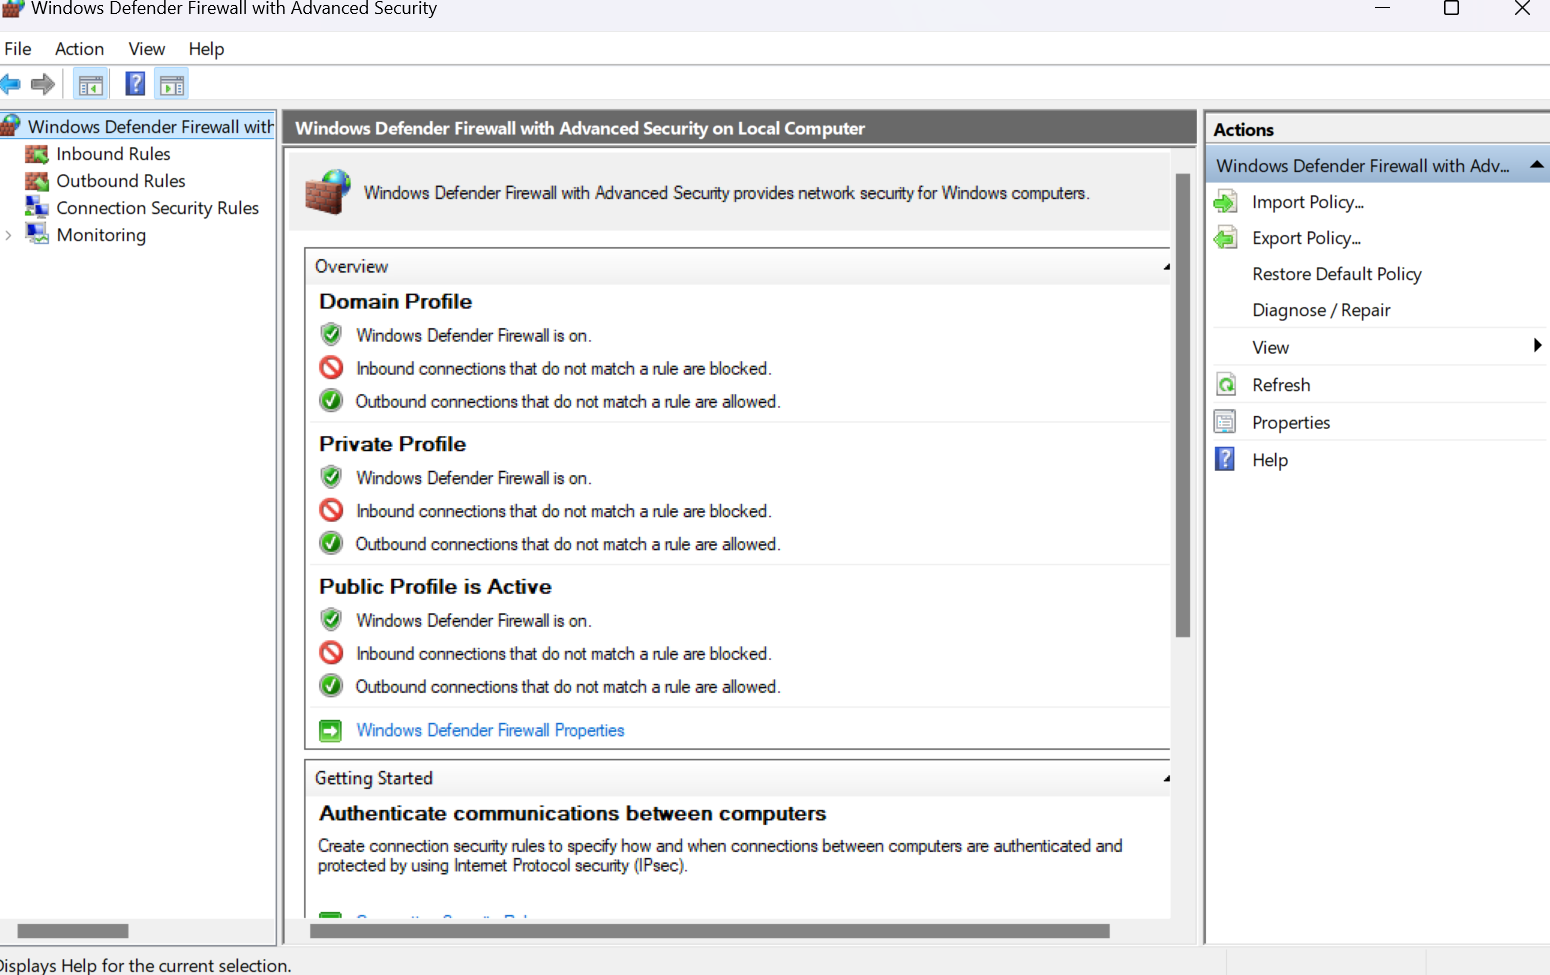 Windows Defender Firewall with Advanced Security
File Action View Help
Windows Defender Firewall with
Inbound Rules
Outbound Rules
Connection Security Rules
Monitoring
Windows Defender Firewall with Advanced Security on Local Computer
Windows Defender Firewall with Advanced Security provides network security for Windows computers.
Overview
Domain Profile
Windows Defender Firewall is on.
Inbound connections that do not match a rule are blocked.
Outbound connections that do not match a rule are allowed.
Private Profile
Windows Defender Firewall is on.
Inbound connections that do not match a rule are blocked.
Outbound connections that do not match a rule are allowed.
Public Profile is Active
Windows Defender Firewall is on.
Inbound connections that do not match a rule are blocked.
Outbound connections that do not match a rule are allowed.
Windows Defender Firewall Properties
Getting Started
Authenticate communications between computers
Create connection security rules to specify how and when connections between computers are authenticated and
protected by using Internet Protocol security (IPsec).
Actions
Windows Defender Firewall with Adv...
Import Policy...
Export Policy...
Restore Default Policy
Diagnose / Repair
View
Refresh
Properties
Help
Displays Help for the current selection.